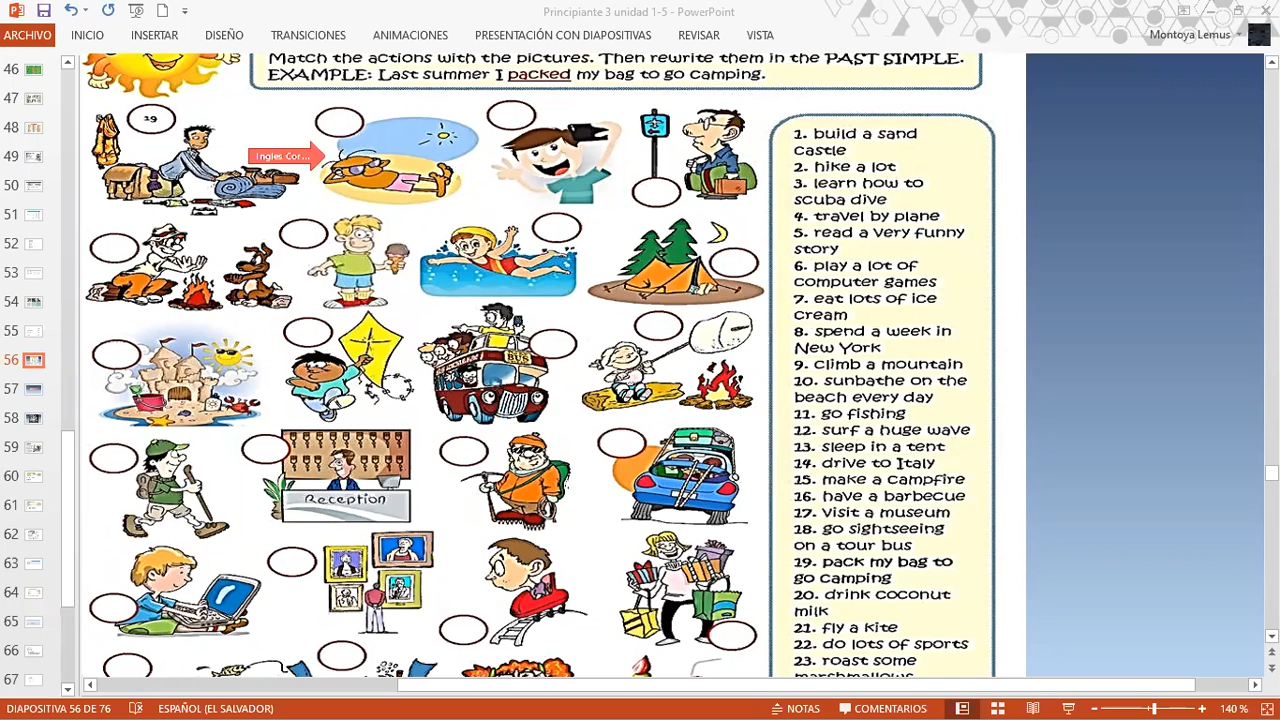 Principiante 3 unidad 1-5 - PowerPoint
ARCHIVO INICIO INSERTAR DISEÑO TRANSICIONES ANIMACIONES PRESENTACIÓN CON DIAPOSITIVAS REVISAR VISTA Montoya Lemus
Match the actions with the pictures. Then rewrite them in the PAST SIMPLE.
EXAMPLE: Last summer I packed my bag to go camping.
46
47
48
49
50
51
52
53
54
55
56
57
58
59
60
61
62
63
64
65
66
67
19
Ingles Cor...
BUS
Reception
1. build a sand
castle
2. hike a lot
3. learn how to
scuba dive
4. travel by plane
5. read a very funny
story
6. play a lot of
computer games
7. eat lots of ice
cream
8. spend a week in
New York
9. climb a mountain
10. sunbathe on the
beach every day
11. go fishing
12. surf a huge wave
13. sleep in a tent
14. drive to Italy
15. make a campfire
16. have a barbecue
17. visit a museum
18. go sightseeing
on a tour bus
19. pack my bag to
go camping
20. drink coconut
milk
21. fly a kite
22. do lots of sports
23. roast some
marshmallows
DIAPOSITIVA 56 DE 76 ESPAÑOL (EL SALVADOR) NOTAS COMENTARIOS 140 %